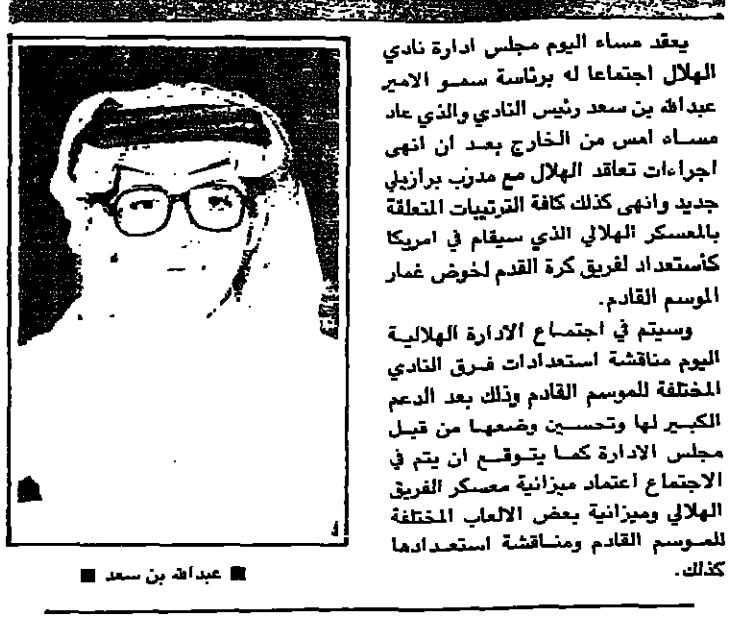 يعقد مساء اليوم مجلس ادارة نادي
الهلال اجتماعا له برئاسة سمو الامير
عبدالله بن سعد رئيس النادي والذي عاد
مساء امس من الخارج بعد ان انهى
اجراءات تعاقد الهلال مع مدرب برازيلي
جديد وانهى كذلك كافة الترتيبات المتعلقة
بالمعسكر الهلالي الذي سيقام في امريكا
كأستعداد لفريق كرة القدم لخوض غمار
الموسم القادم.
وسيتم في اجتماع الادارة الهلالية
اليوم مناقشة استعدادات فرق النادي
المختلفة للموسم القادم وذلك بعد الدعم
الكبير لها وتحسين وضعها من قبل
مجلس الادارة كما يتوقع ان يتم في
الاجتماع اعتماد ميزانية معسكر الفريق
الهلالي وميزانية بعض الالعاب المختلفة
للموسم القادم ومناقشة استعدادها
كذلك.
■ عبدالله بن سعد ■